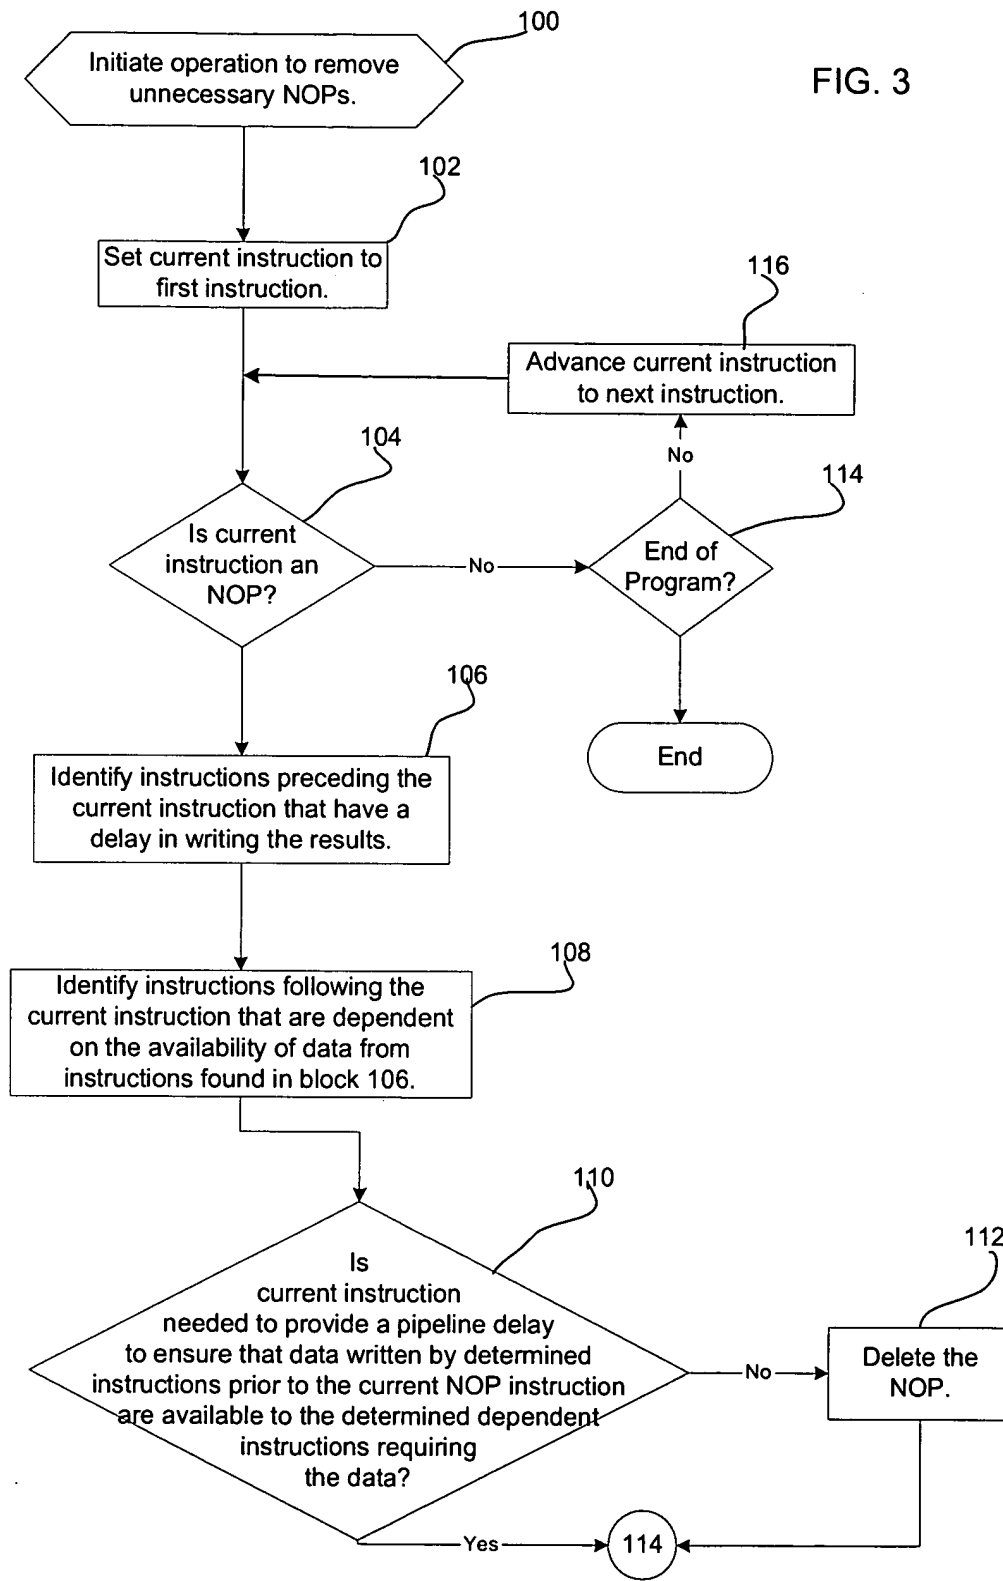 100
Initiate operation to remove
unnecessary NOPs.
FIG. 3
102
Set current instruction to
first instruction.
116
Advance current instruction
to next instruction.
No
104
114
Is current
instruction an
NOP?
No
End of
Program?
106
End
Identify instructions preceding the
current instruction that have a
delay in writing the results.
108
Identify instructions following the
current instruction that are dependent
on the availability of data from
instructions found in block 106.
110
Is
current instruction
needed to provide a pipeline delay
to ensure that data written by determined
instructions prior to the current NOP instruction
are available to the determined dependent
instructions requiring
the data?
112
No
Delete the
NOP.
Yes
114